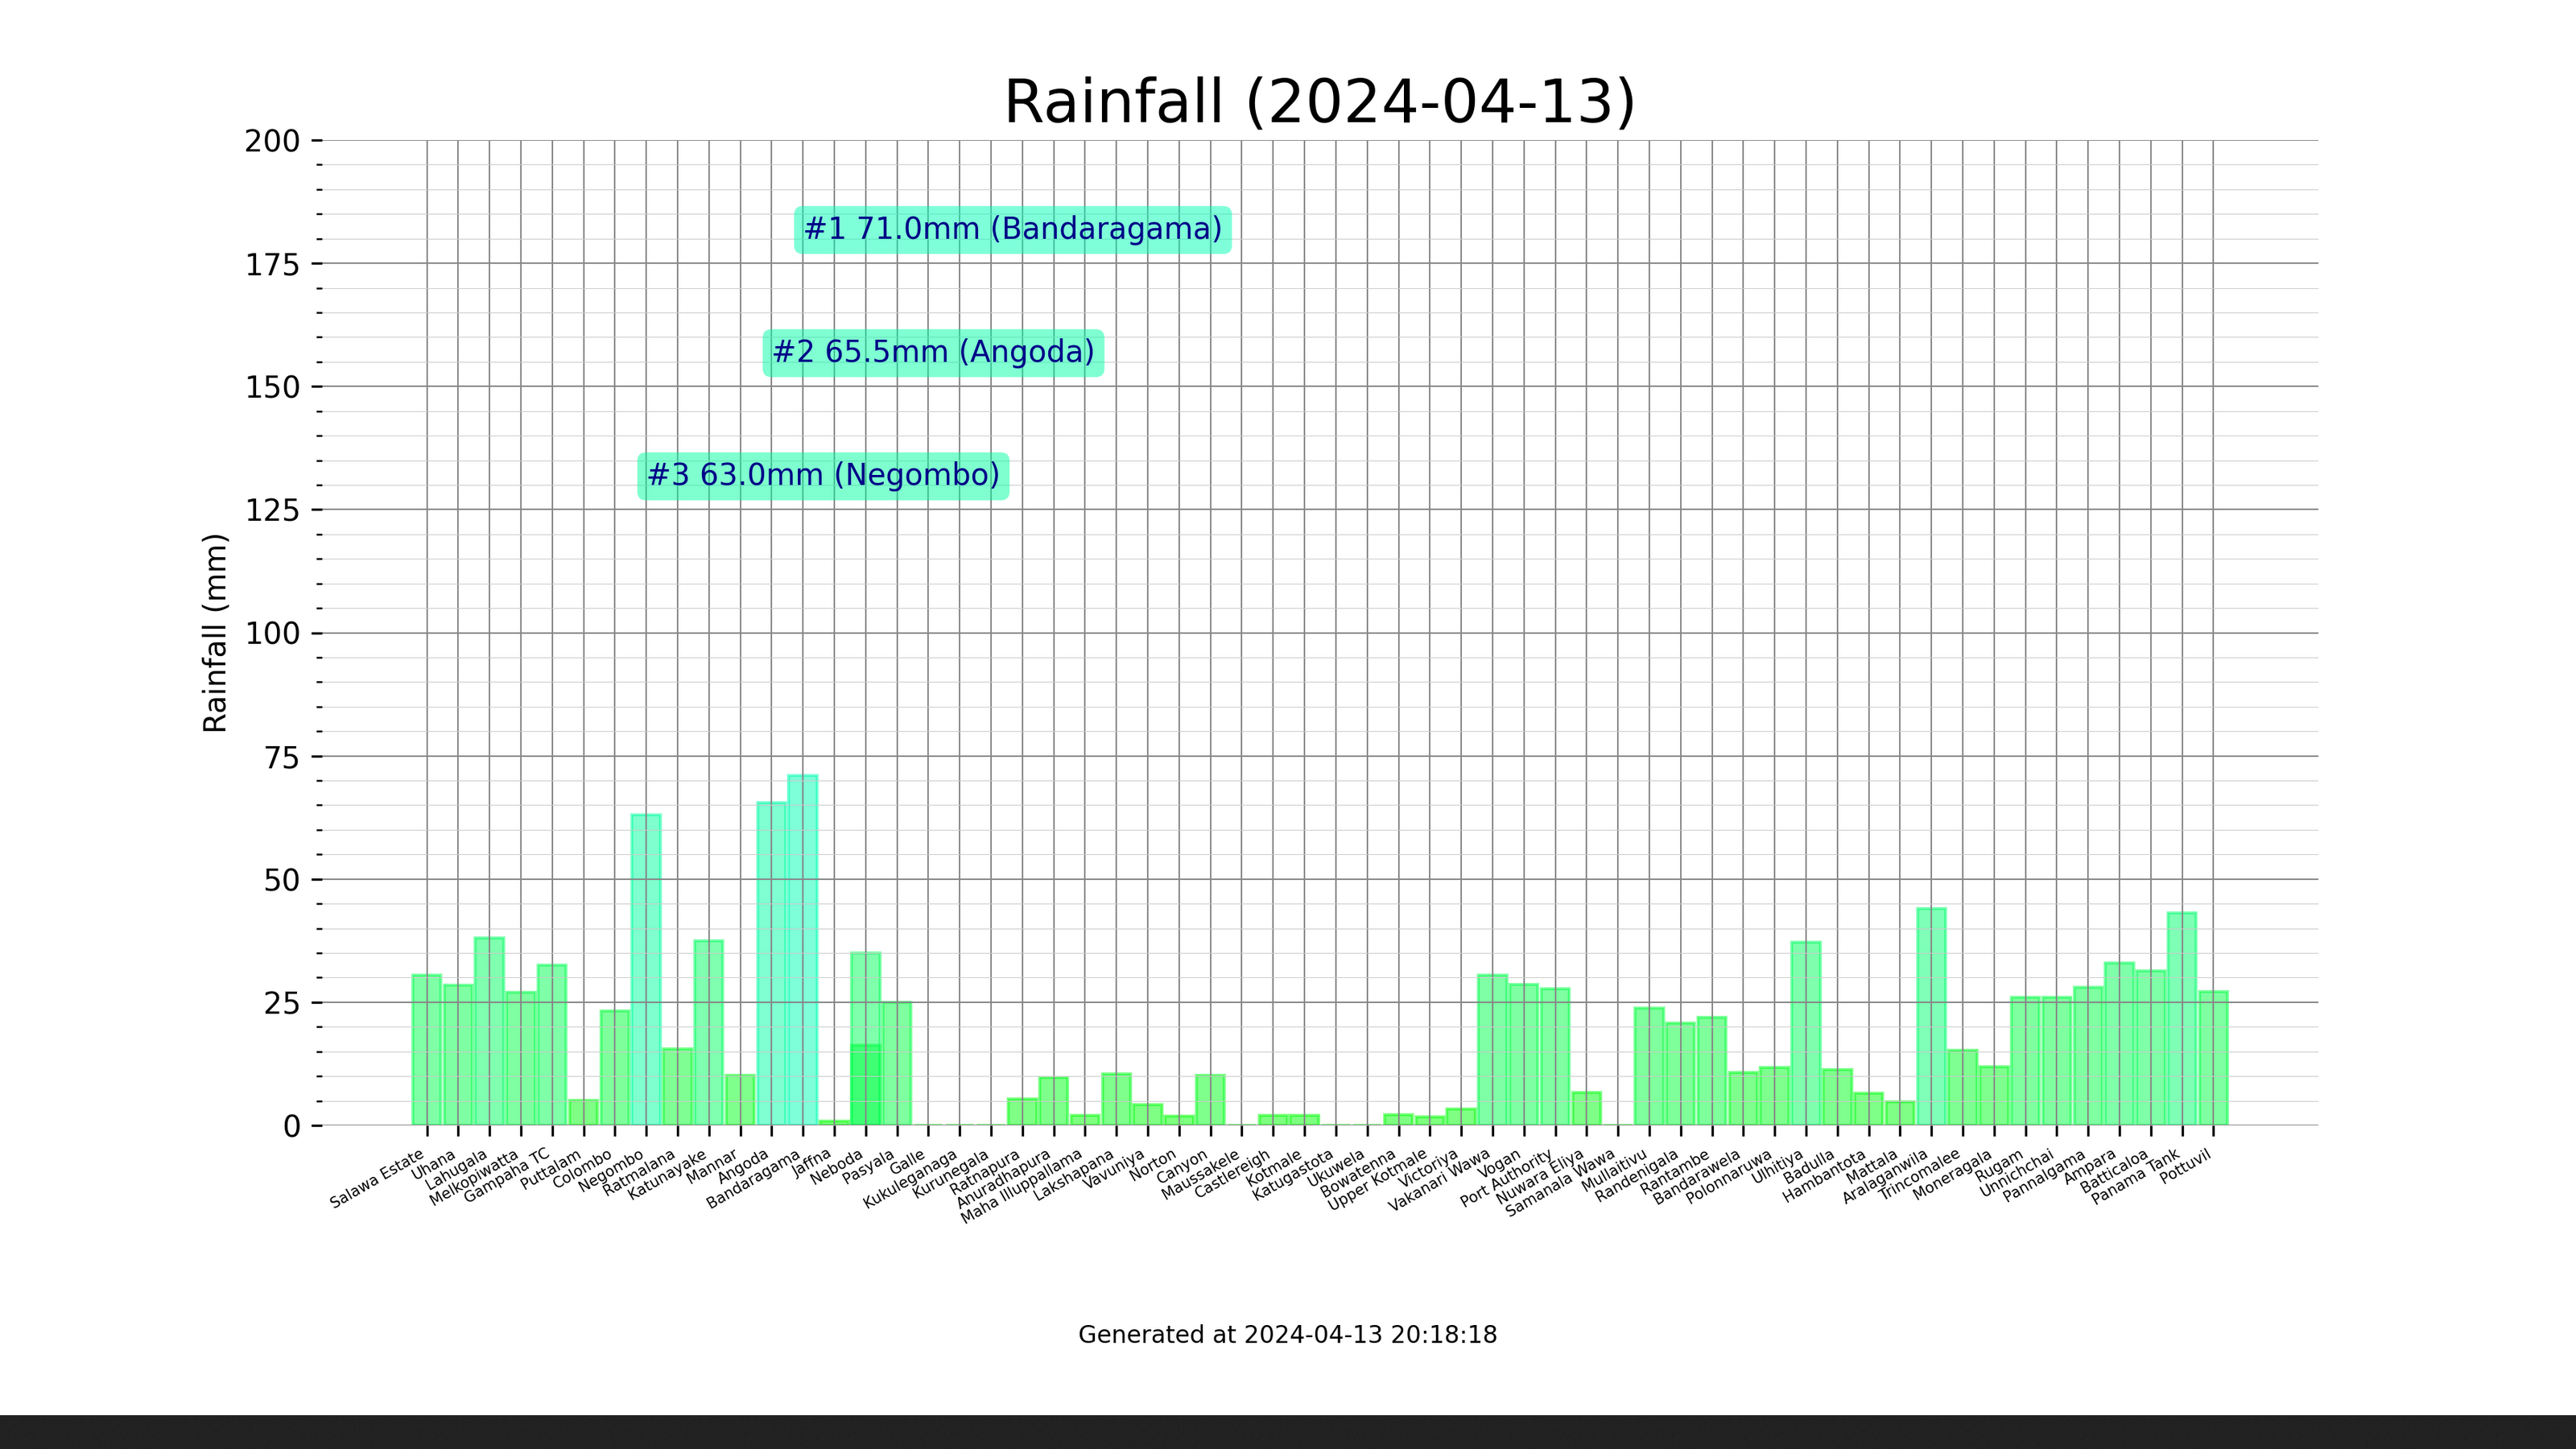 Rainfall (2024-04-13)
200
175
150
125
100
75
50
25
0
Rainfall (mm)
#1 71.0mm (Bandaragama)
#2 65.5mm (Angoda)
#3 63.0mm (Negombo)
Salawa Estate
Uhana
Lahugala
Melkopiwatta
Gampaha TC
Puttalam
Colombo
Negombo
Ratmalana
Katunayake
Mannar
Angoda
Bandaragama
Jaffna
Neboda
Pasyala
Galle
Kukuleganaga
Kurunegala
Ratnapura
Anuradhapura
Maha Illuppallama
Lakshapana
Vavuniya
Norton
Canyon
Maussakele
Castlereigh
Kotmale
Katugastota
Ukuwela
Bowatenna
Upper Kotmale
Victoriya
Vakanari Wawa
Vogan
Port Authority
Nuwara Eliya
Samanala Wawa
Mullaitivu
Randenigala
Rantambe
Bandarawela
Polonnaruwa
Ulhitiya
Badulla
Hambantota
Mattala
Aralaganwila
Trincomalee
Moneragala
Rugam
Unnichchai
Pannalgama
Ampara
Batticaloa
Panama Tank
Pottuvil
Generated at 2024-04-13 20:18:18